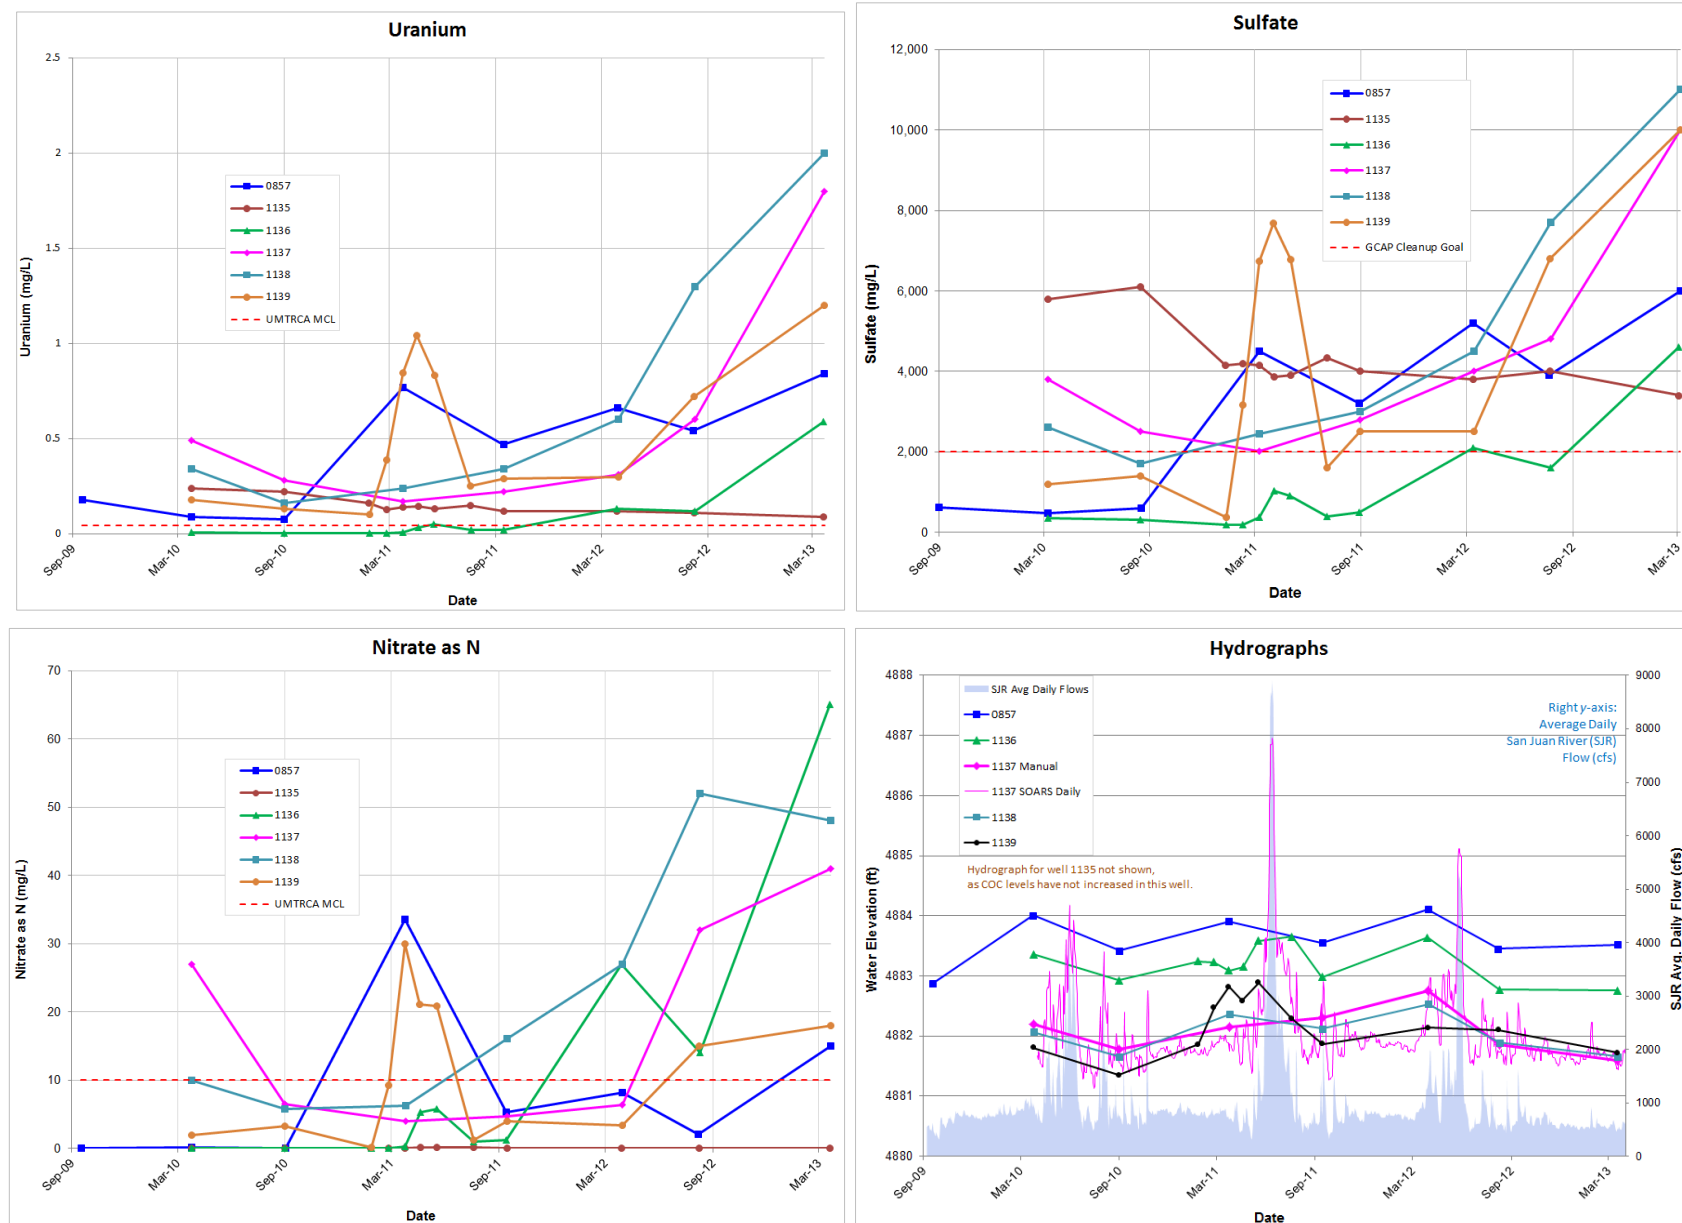 Uranium
2.5
2
1.5
1
0.5
0
Uranium (mg/L)
0857
1135
1136
1137
1138
1139
UMTRCA MCL
Sep-09
Mar-10
Sep-10
Mar-11
Sep-11
Mar-12
Sep-12
Mar-13
Date
Sulfate
12,000
10,000
8,000
6,000
4,000
2,000
0
Sulfate (mg/L)
0857
1135
1136
1137
1138
1139
GCAP Cleanup Goal
Sep-09
Mar-10
Sep-10
Mar-11
Sep-11
Mar-12
Sep-12
Mar-13
Date
Nitrate as N
70
60
50
40
30
20
10
0
Nitrate as N (mg/L)
0857
1135
1136
1137
1138
1139
UMTRCA MCL
Sep-09
Mar-10
Sep-10
Mar-11
Sep-11
Mar-12
Sep-12
Mar-13
Date
Hydrographs
4888
4887
4886
4885
4884
4883
4882
4881
4880
Water Elevation (ft)
SJR Avg Daily Flows
0857
1136
1137 Manual
1137 SOARS Daily
1138
1139
Hydrograph for well 1135 not shown,
as COC levels have not increased in this well.
Right y-axis:
Average Daily
San Juan River (SJR)
Flow (cfs)
9000
8000
7000
6000
5000
4000
3000
2000
1000
0
SJR Avg. Daily Flow (cfs)
Sep-09
Mar-10
Sep-10
Mar-11
Sep-11
Mar-12
Sep-12
Mar-13
Date